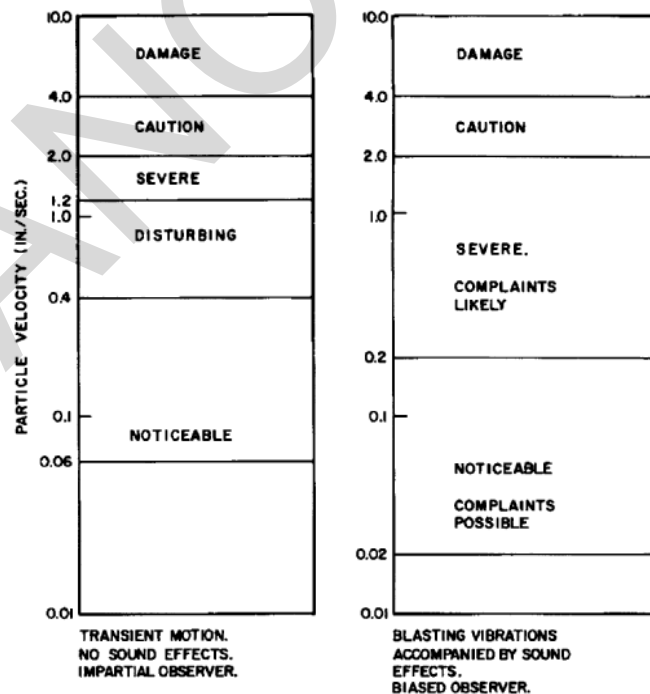 PARTICLE VELOCITY (IN./SEC.)
10.0
DAMAGE
4.0
CAUTION
2.0
SEVERE
1.2
1.0
DISTURBING
0.4
0.1
NOTICEABLE
0.06
0.01
TRANSIENT MOTION.
NO SOUND EFFECTS.
IMPARTIAL OBSERVER.
10.0
DAMAGE
4.0
CAUTION
2.0
1.0
SEVERE.
COMPLAINTS
LIKELY
0.2
0.1
NOTICEABLE
COMPLAINTS
POSSIBLE
0.02
0.01
BLASTING VIBRATIONS
ACCOMPANIED BY SOUND
EFFECTS.
BIASED OBSERVER.